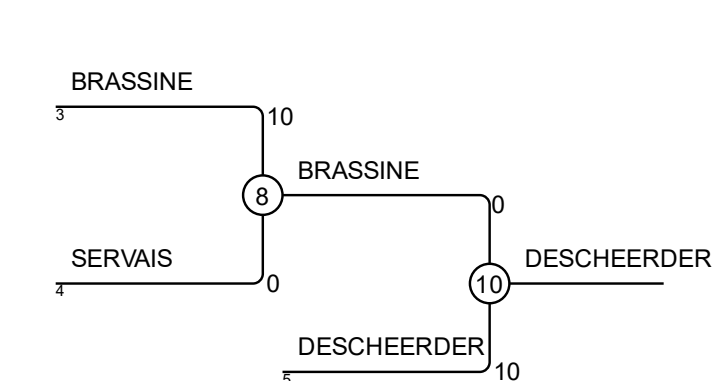 BRASSINE
3
10
BRASSINE
8
0
SERVAIS
DESCHEERDER
4
0
10
DESCHEERDER
5
10